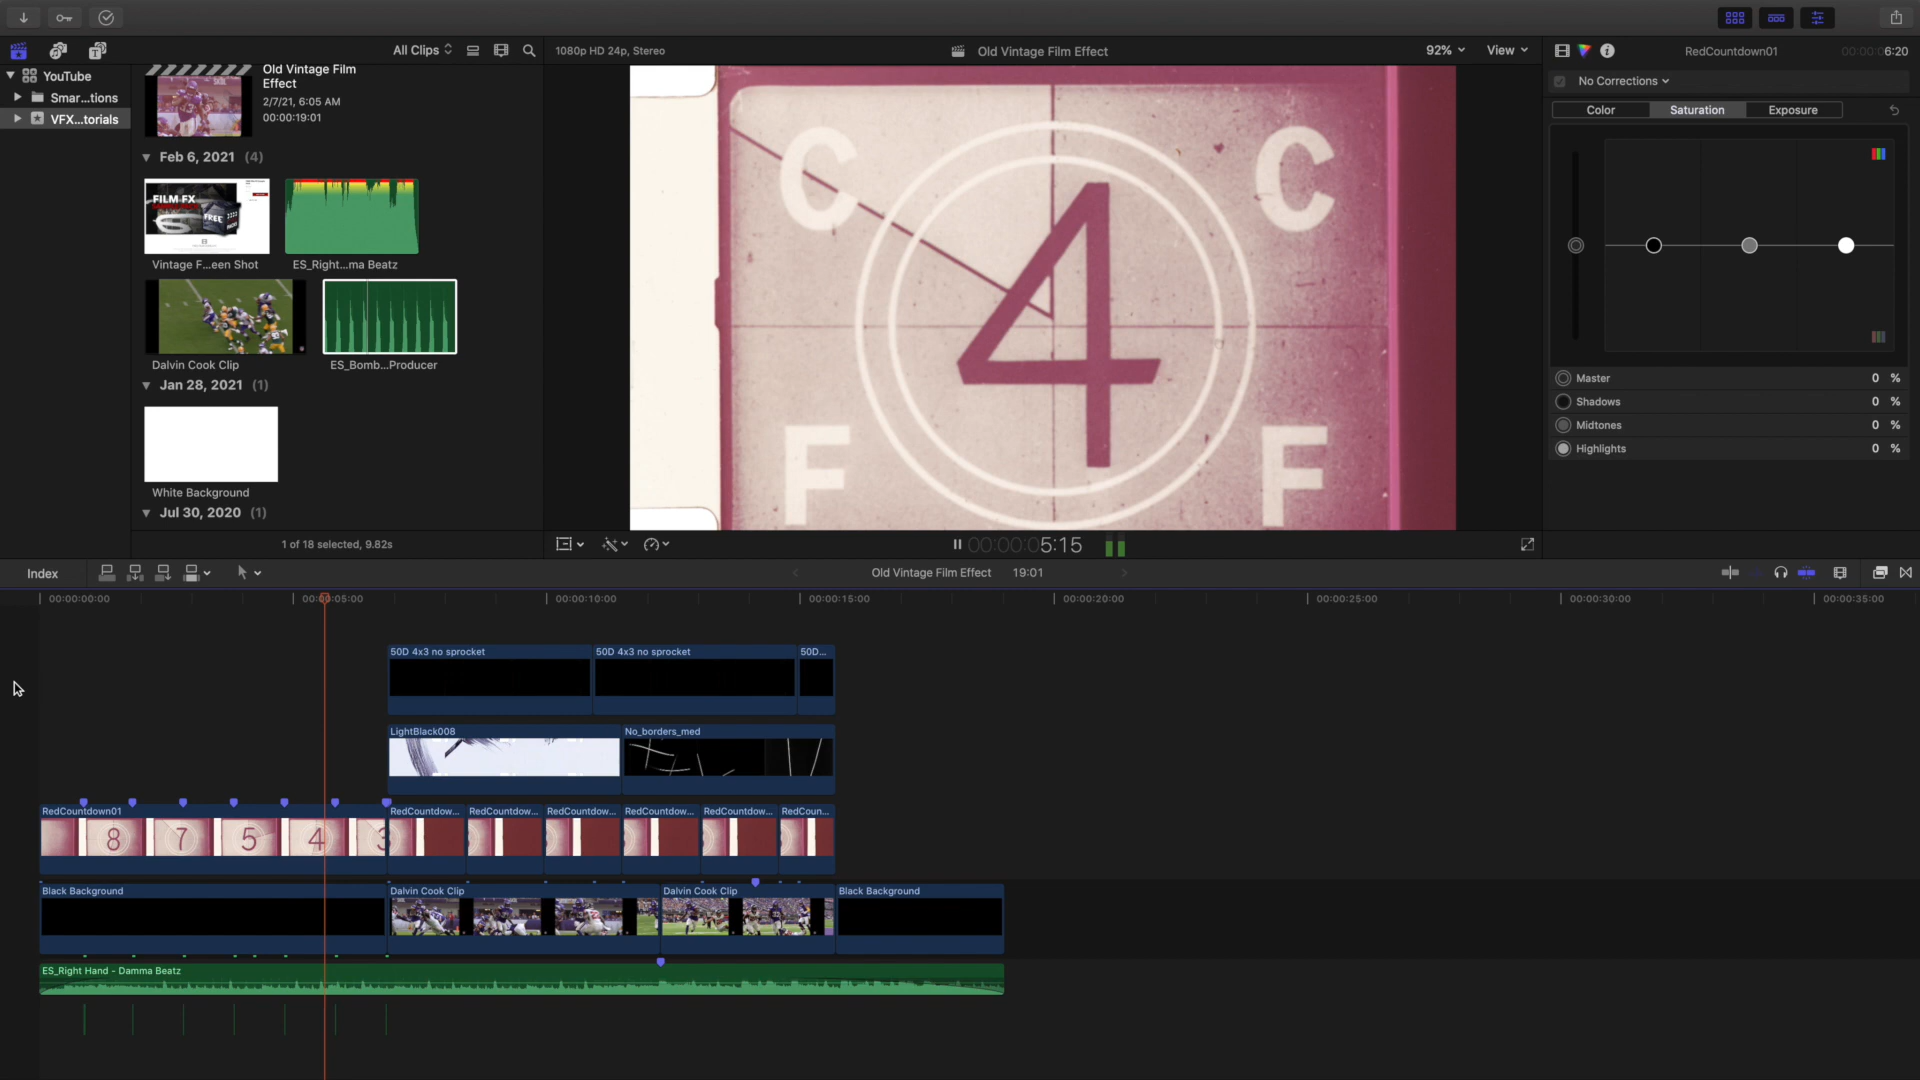 All Clips
1080p HD 24p, Stereo
Old Vintage Film Effect
92%
View
RedCountdown01
00:00:06:20
YouTube
Smar...tions
VFX...torials
Old Vintage Film
Effect
2/7/21, 6:05 AM
00:00:19:01
Feb 6, 2021 (4)
FILM FX
FREE
Vintage F...een Shot
ES_Right...ma Beatz
Dalvin Cook Clip
ES_Bomb...Producer
Jan 28, 2021 (1)
White Background
Jul 30, 2020 (1)
1 of 18 selected, 9.82s
C
C
4
F
F
00:00:00:05:15
No Corrections
Color
Saturation
Exposure
Master 0 %
Shadows 0 %
Midtones 0 %
Highlights 0 %
Index
Old Vintage Film Effect
19:01
00:00:00:00
00:00:05:00
00:00:10:00
00:00:15:00
00:00:20:00
00:00:25:00
00:00:30:00
00:00:35:00
50D 4x3 no sprocket
50D 4x3 no sprocket
50D...
LightBlack008
No_borders_med
RedCountdown01
RedCountdow...
RedCountdow...
RedCountdow...
RedCountdow...
RedCountdow...
RedCoun...
8
7
5
4
3
Black Background
Dalvin Cook Clip
Dalvin Cook Clip
Black Background
ES_Right Hand - Damma Beatz